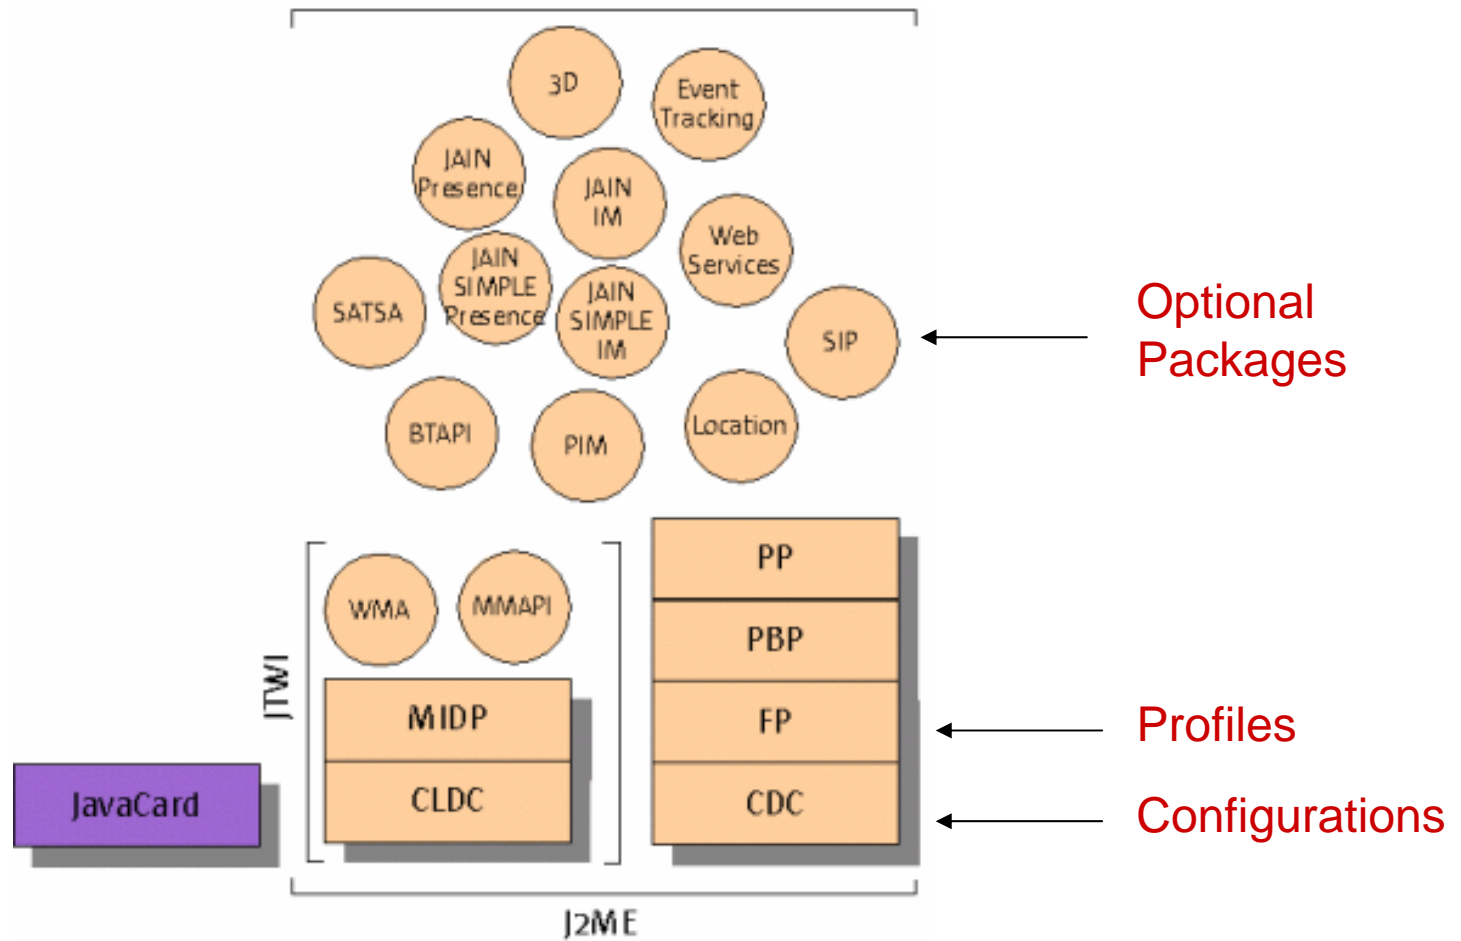 3D
Event
Tracking
JAIN
Presence
JAIN
IM
Web
Services
JAIN
SIMPLE
Presence
JAIN
SIMPLE
IM
SATSA
SIP
Optional
Packages
BTAPI
PIM
Location
PP
WMA
MMAPI
PBP
JTWI
MIDP
FP
Profiles
JavaCard
CLDC
CDC
Configurations
J2ME